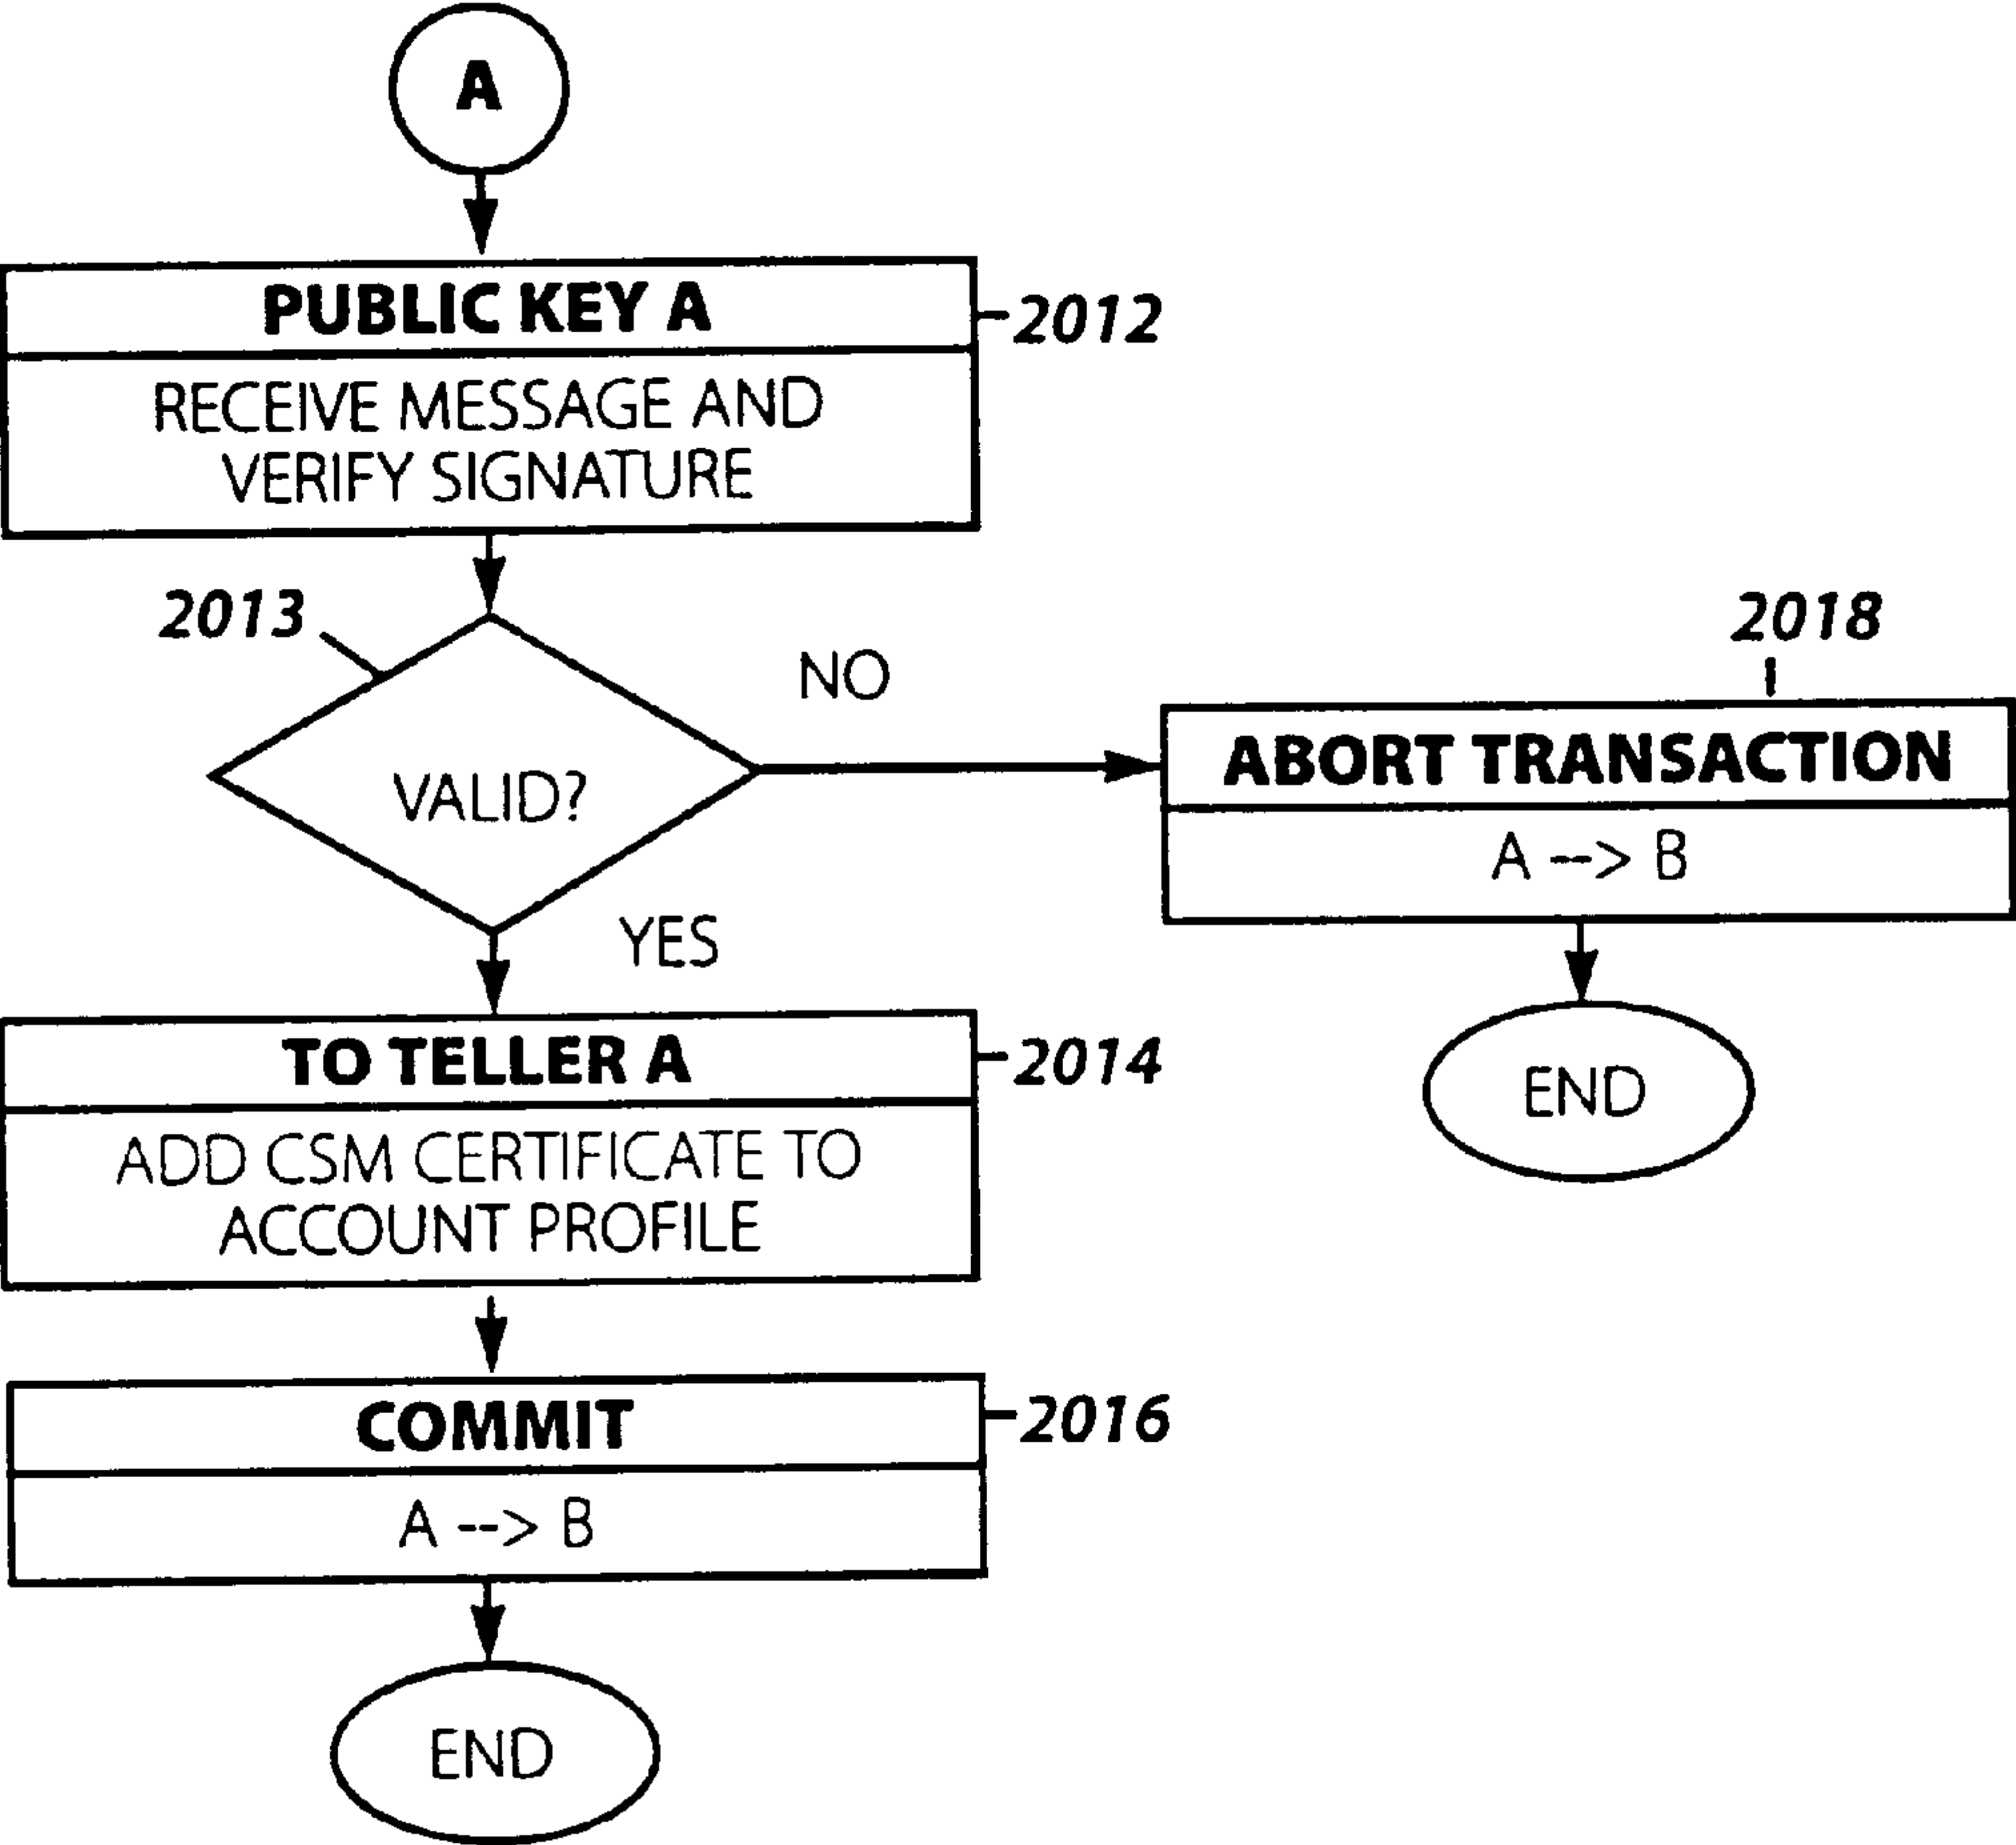 A
PUBLIC KEY A
2012
RECEIVE MESSAGE AND
VERIFY SIGNATURE
2013
VALID?
NO
YES
2018
ABORT TRANSACTION
A --> B
END
TO TELLER A
2014
ADD CSM CERTIFICATE TO
ACCOUNT PROFILE
COMMIT
2016
A --> B
END